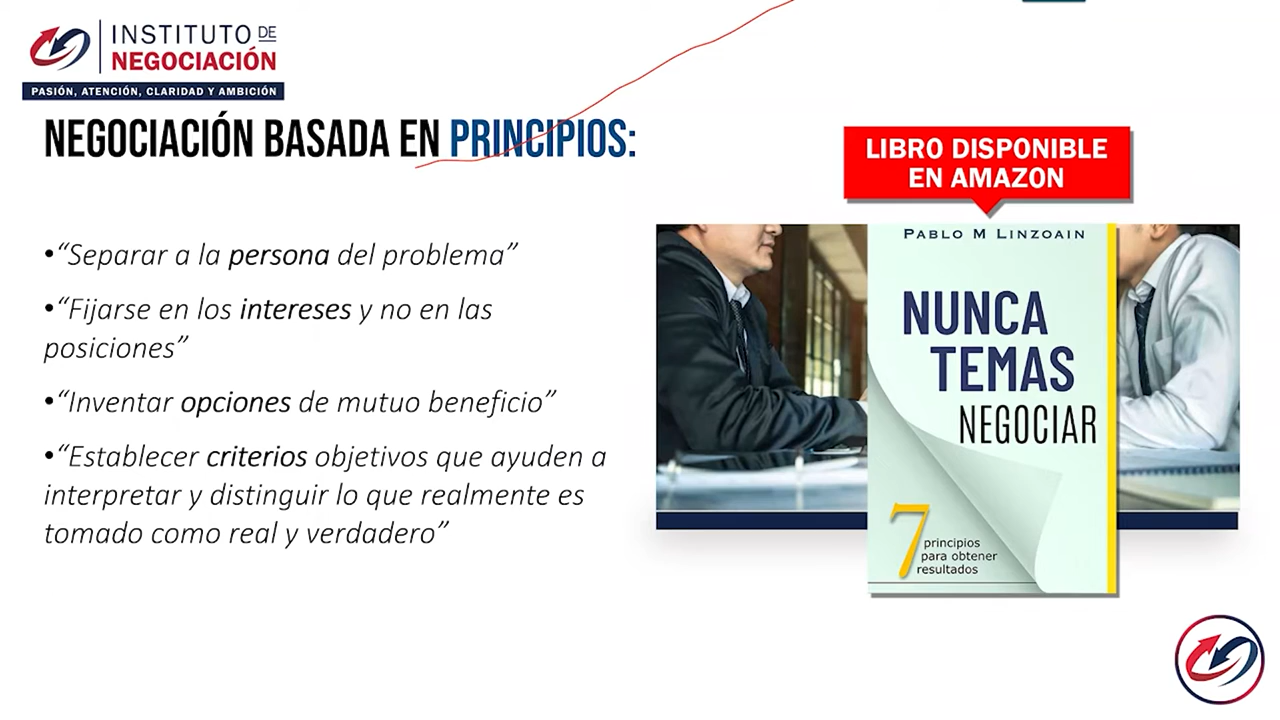 INSTITUTO DE
NEGOCIACIÓN
PASIÓN, ATENCIÓN, CLARIDAD Y AMBICIÓN
NEGOCIACIÓN BASADA EN PRINCIPIOS:
•“Separar a la persona del problema”
•“Fijarse en los intereses y no en las
posiciones”
•“Inventar opciones de mutuo beneficio”
•“Establecer criterios objetivos que ayuden a
interpretar y distinguir lo que realmente es
tomado como real y verdadero”
LIBRO DISPONIBLE
EN AMAZON
PABLO M LINZOAIN
NUNCA
TEMAS
NEGOCIAR
7 principios
para obtener
resultados